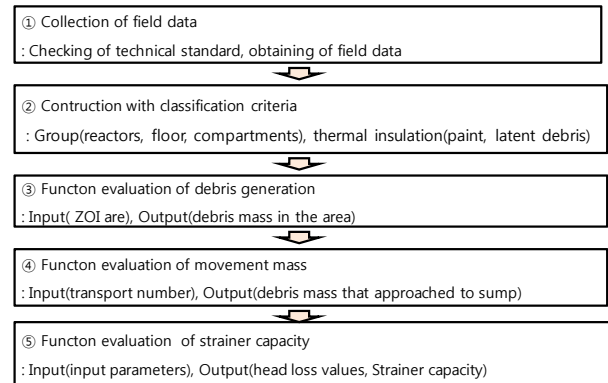 ① Collection of field data
: Checking of technical standard, obtaining of field data
② Contruction with classification criteria
: Group(reactors, floor, compartments), thermal insulation(paint, latent debris)
③ Functon evaluation of debris generation
: Input( ZOI are), Output(debris mass in the area)
④ Functon evaluation of movement mass
: Input(transport number), Output(debris mass that approached to sump)
⑤ Functon evaluation of strainer capacity
: Input(input parameters), Output(head loss values, Strainer capacity)